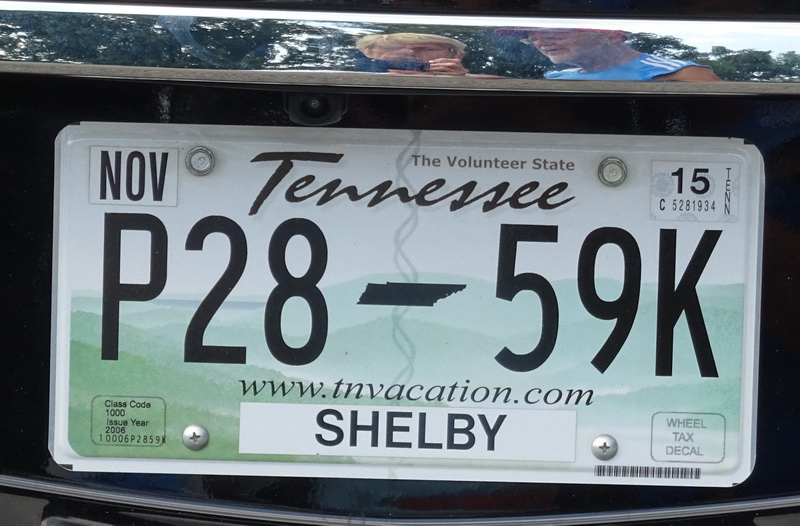 NOV
The Volunteer State
Tennessee
15
C 5281934
TENN
P28-59K
www.tnvacation.com
SHELBY
Class Code
1000
Issue Year
2006
10006P2859K
WHEEL
TAX
DECAL